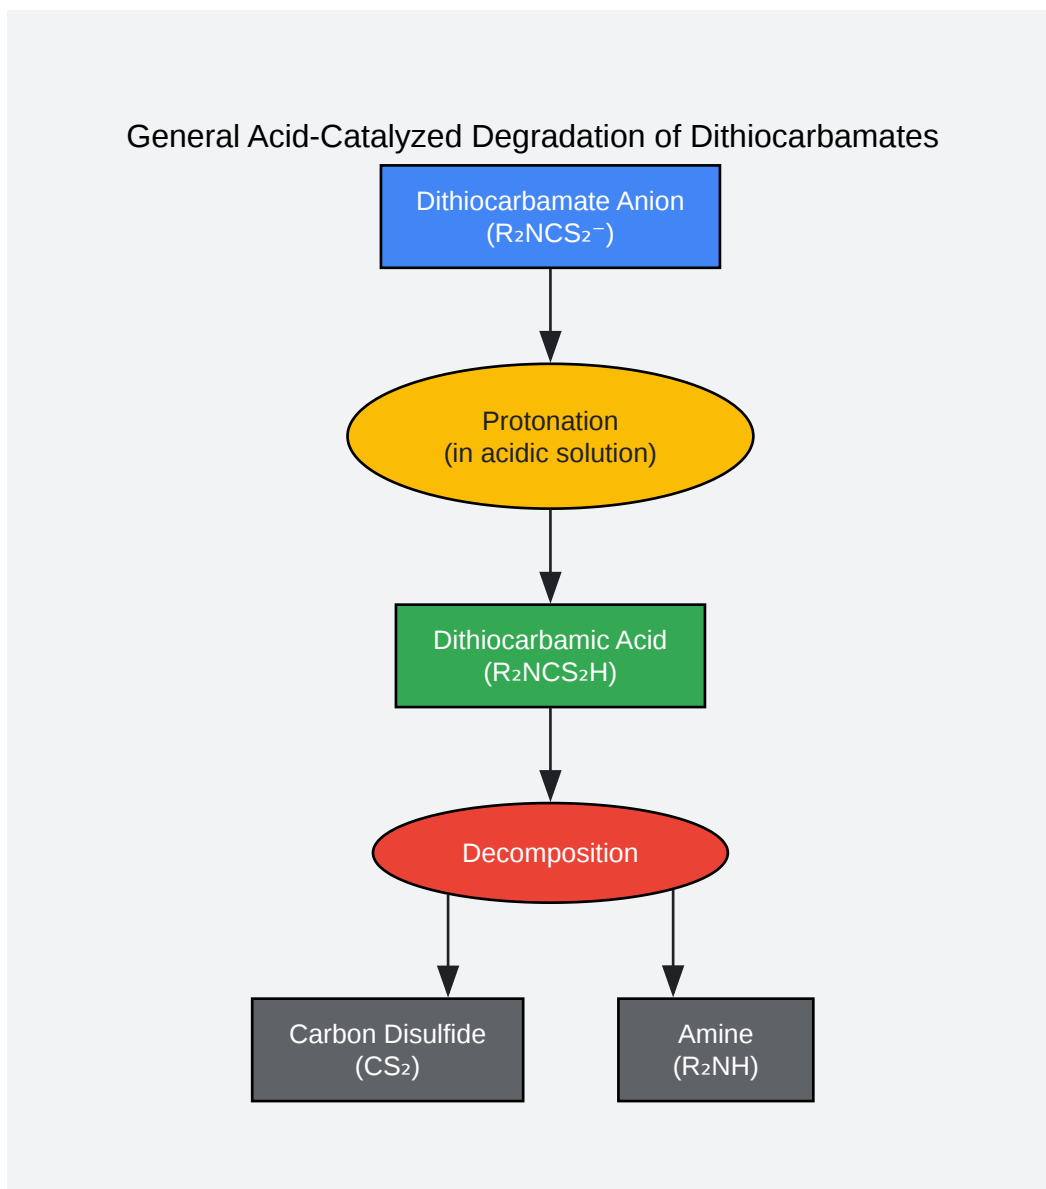 General Acid-Catalyzed Degradation of Dithiocarbamates
Dithiocarbamate Anion
(R₂NCS₂⁻)
Protonation
(in acidic solution)
Dithiocarbamic Acid
(R₂NCS₂H)
Decomposition
Carbon Disulfide
(CS₂)
Amine
(R₂NH)